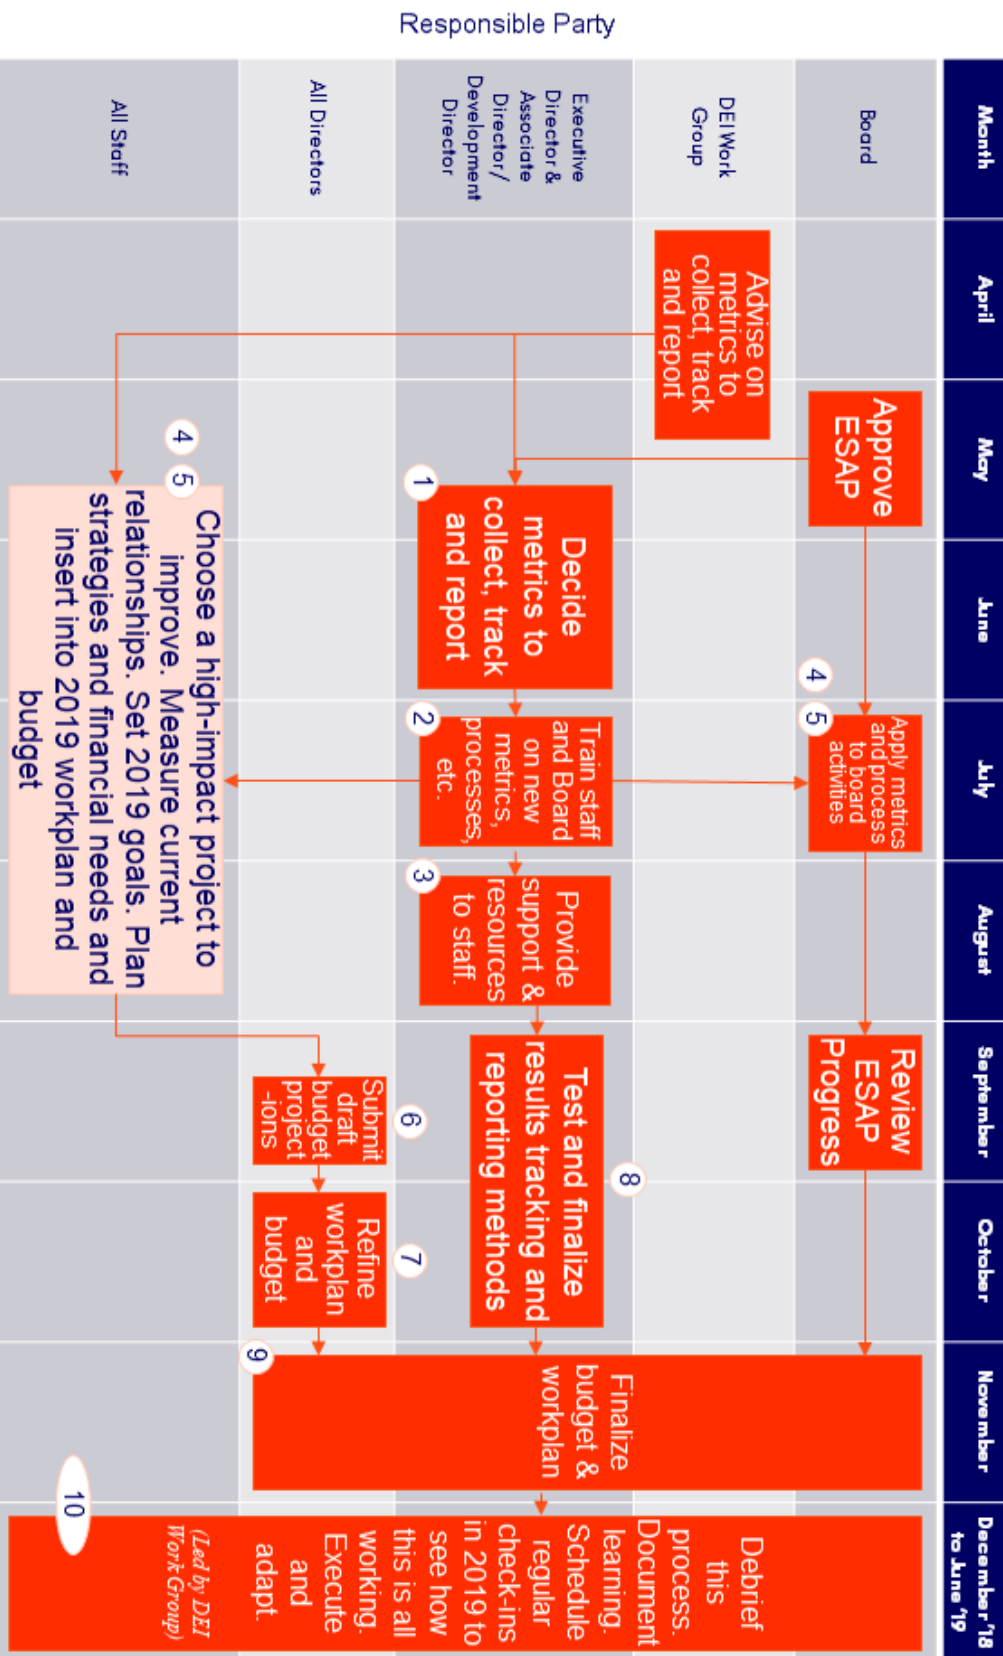 Responsible Party
Month
April
May
June
July
August
September
October
November
December '18
to June '19
Board
Approve
ESAP
4
5
Apply metrics
and process
to board
activities
Review
ESAP
Progress
DEI Work
Group
Advise on
metrics to
collect, track
and report
Executive
Director &
Associate
Director/
Development
Director
1
Decide
metrics to
collect, track
and report
2
Train staff
and Board
on new
metrics,
processes,
etc.
3
Provide
support &
resources
to staff.
8
Test and finalize
results tracking and
reporting methods
All Directors
6
Submit
draft
budget
project
-ions
7
Refine
workplan
and
budget
9
Finalize
budget &
workplan
All Staff
4
5
Choose a high-impact project to
improve. Measure current
relationships. Set 2019 goals. Plan
strategies and financial needs and
insert into 2019 workplan and
budget
10
Debrief
this
process.
Document
learning.
Schedule
regular
check-ins
in 2019 to
see how
this is all
working.
Execute
and
adapt.
(Led by DEI
Work Group)